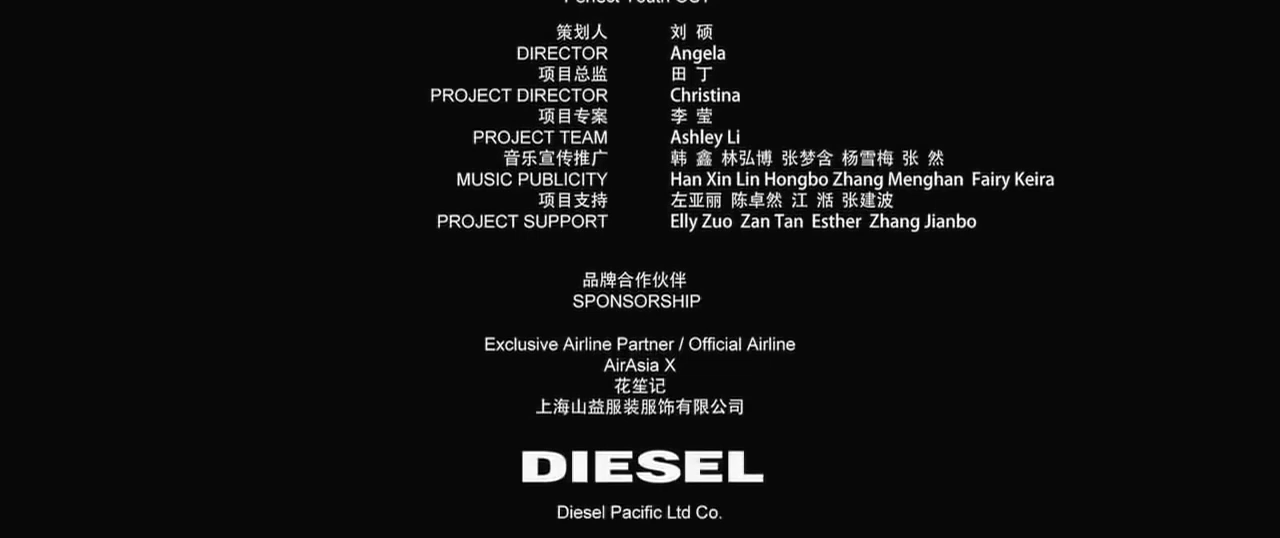 策划人 刘 硕
DIRECTOR Angela
项目总监 田 丁
PROJECT DIRECTOR Christina
项目专案 李 莹
PROJECT TEAM Ashley Li
音乐宣传推广 韩 鑫 林弘博 张梦含 杨雪梅 张 然
MUSIC PUBLICITY Han Xin Lin Hongbo Zhang Menghan Fairy Keira
项目支持 左亚丽 陈卓然 江 湉 张建波
PROJECT SUPPORT Elly Zuo Zan Tan Esther Zhang Jianbo
品牌合作伙伴
SPONSORSHIP
Exclusive Airline Partner / Official Airline
AirAsia X
花笙记
上海山益服装服饰有限公司
DIESEL
Diesel Pacific Ltd Co.